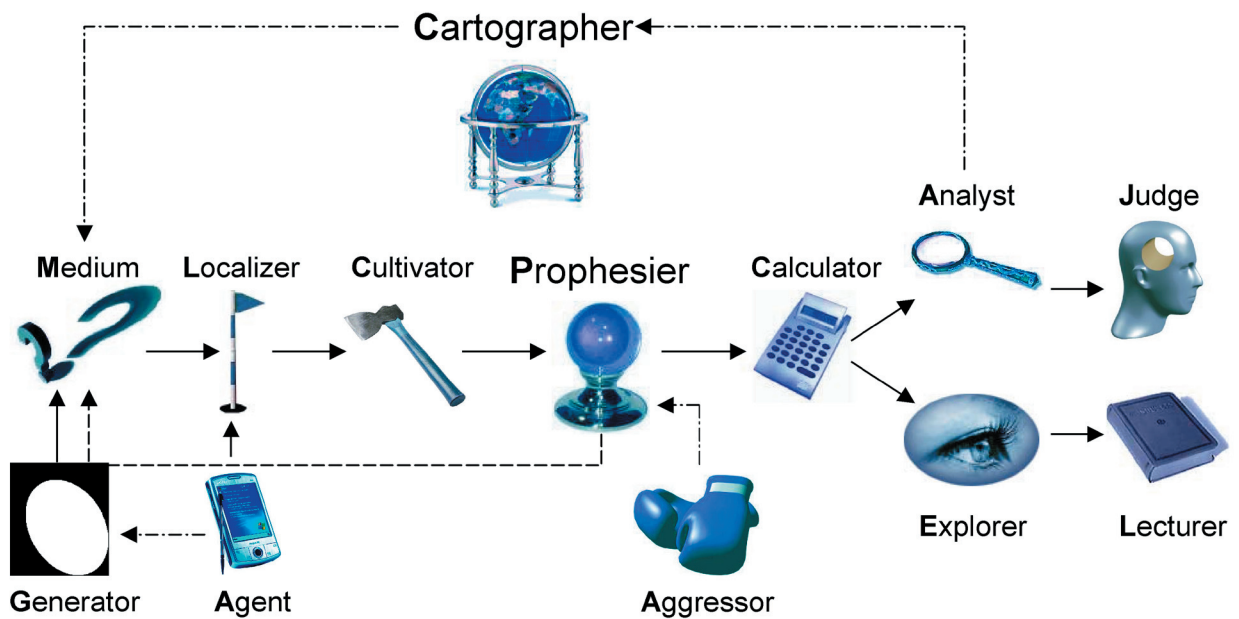 Cartographer
Analyst
Judge
Medium
Localizer
Cultivator
Prophesier
Calculator
Explorer
Lecturer
Generator
Agent
Aggressor